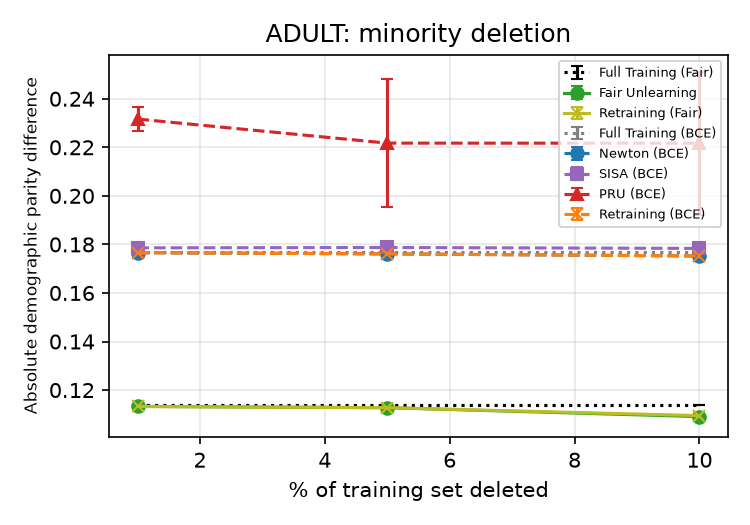 ADULT: minority deletion
Absolute demographic parity difference
0.24
0.22
0.20
0.18
0.16
0.14
0.12
Full Training (Fair)
Fair Unlearning
Retraining (Fair)
Full Training (BCE)
Newton (BCE)
SISA (BCE)
PRU (BCE)
Retraining (BCE)
2 4 6 8 10
% of training set deleted